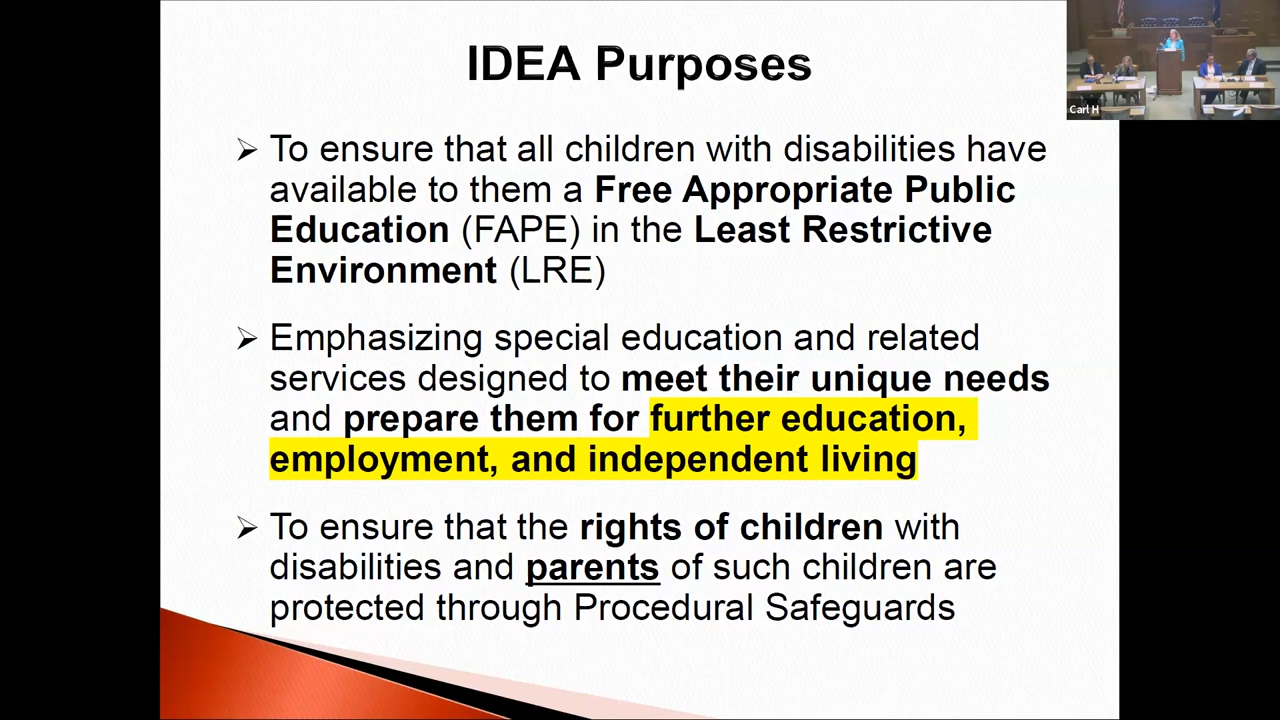 IDEA Purposes
Carl H
➢ To ensure that all children with disabilities have
available to them a Free Appropriate Public
Education (FAPE) in the Least Restrictive
Environment (LRE)
➢ Emphasizing special education and related
services designed to meet their unique needs
and prepare them for further education,
employment, and independent living
➢ To ensure that the rights of children with
disabilities and parents of such children are
protected through Procedural Safeguards